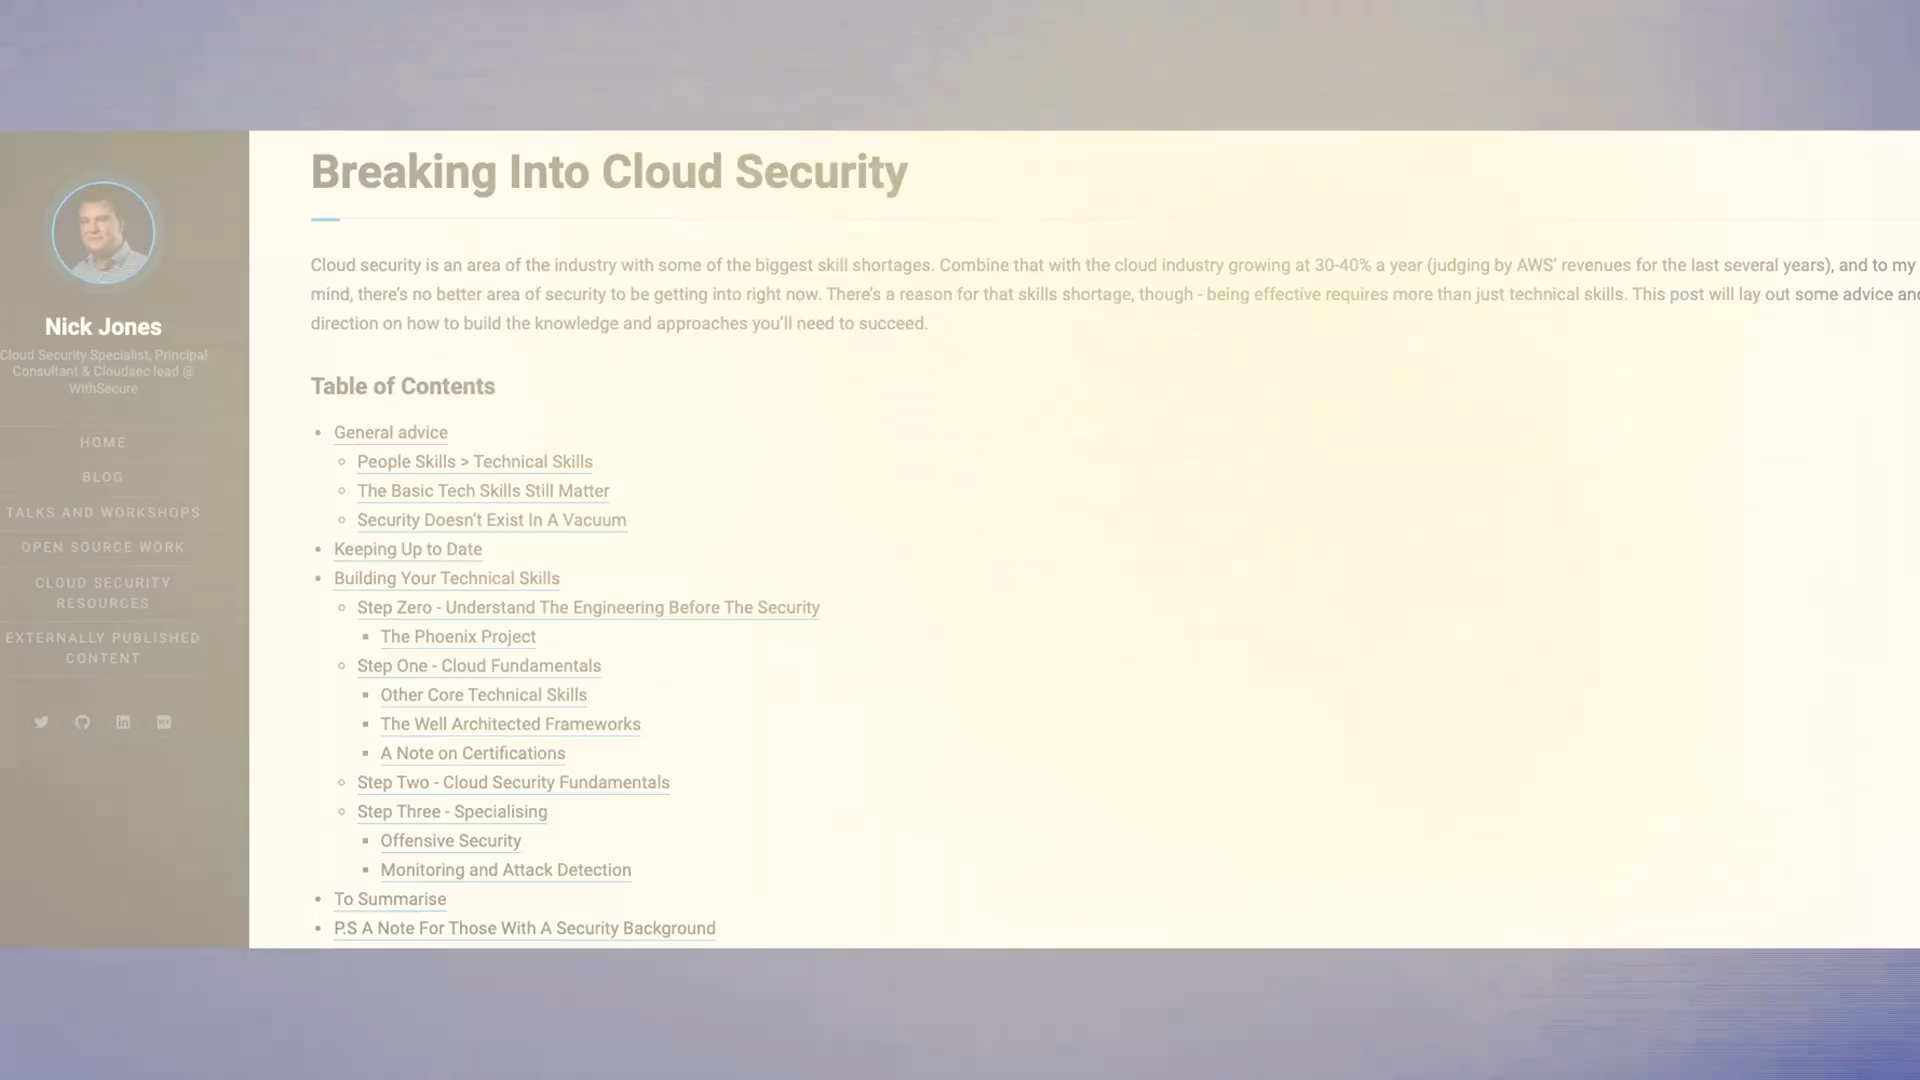 Nick Jones
Cloud Security Specialist, Principal
Consultant & Cloudsec lead @
WithSecure
HOME
BLOG
TALKS AND WORKSHOPS
OPEN SOURCE WORK
CLOUD SECURITY
RESOURCES
EXTERNALLY PUBLISHED
CONTENT
Breaking Into Cloud Security
Cloud security is an area of the industry with some of the biggest skill shortages. Combine that with the cloud industry growing at 30-40% a year (judging by AWS' revenues for the last several years), and to my
mind, there's no better area of security to be getting into right now. There's a reason for that skills shortage, though - being effective requires more than just technical skills. This post will lay out some advice and
direction on how to build the knowledge and approaches you'll need to succeed.
Table of Contents
General advice
People Skills > Technical Skills
The Basic Tech Skills Still Matter
Security Doesn't Exist In A Vacuum
Keeping Up to Date
Building Your Technical Skills
Step Zero - Understand The Engineering Before The Security
The Phoenix Project
Step One - Cloud Fundamentals
Other Core Technical Skills
The Well Architected Frameworks
A Note on Certifications
Step Two - Cloud Security Fundamentals
Step Three - Specialising
Offensive Security
Monitoring and Attack Detection
To Summarise
P.S A Note For Those With A Security Background